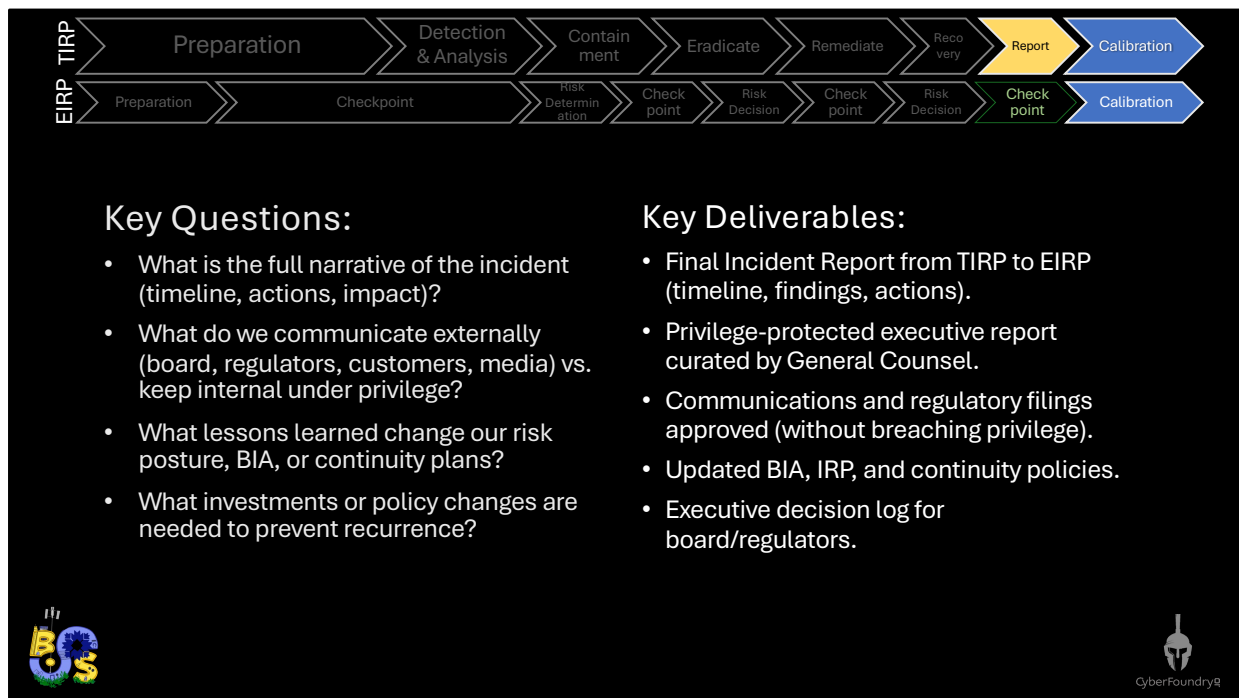 TIRP
Preparation
Detection
& Analysis
Contain
ment
Eradicate
Remediate
Reco
very
Report
Calibration
EIRP
Preparation
Checkpoint
Risk
Determin
ation
Check
point
Risk
Decision
Check
point
Risk
Decision
Check
point
Calibration
Key Questions:
• What is the full narrative of the incident
(timeline, actions, impact)?
• What do we communicate externally
(board, regulators, customers, media) vs.
keep internal under privilege?
• What lessons learned change our risk
posture, BIA, or continuity plans?
• What investments or policy changes are
needed to prevent recurrence?
Key Deliverables:
• Final Incident Report from TIRP to EIRP
(timeline, findings, actions).
• Privilege-protected executive report
curated by General Counsel.
• Communications and regulatory filings
approved (without breaching privilege).
• Updated BIA, IRP, and continuity policies.
• Executive decision log for
board/regulators.
B
S
CyberFoundry